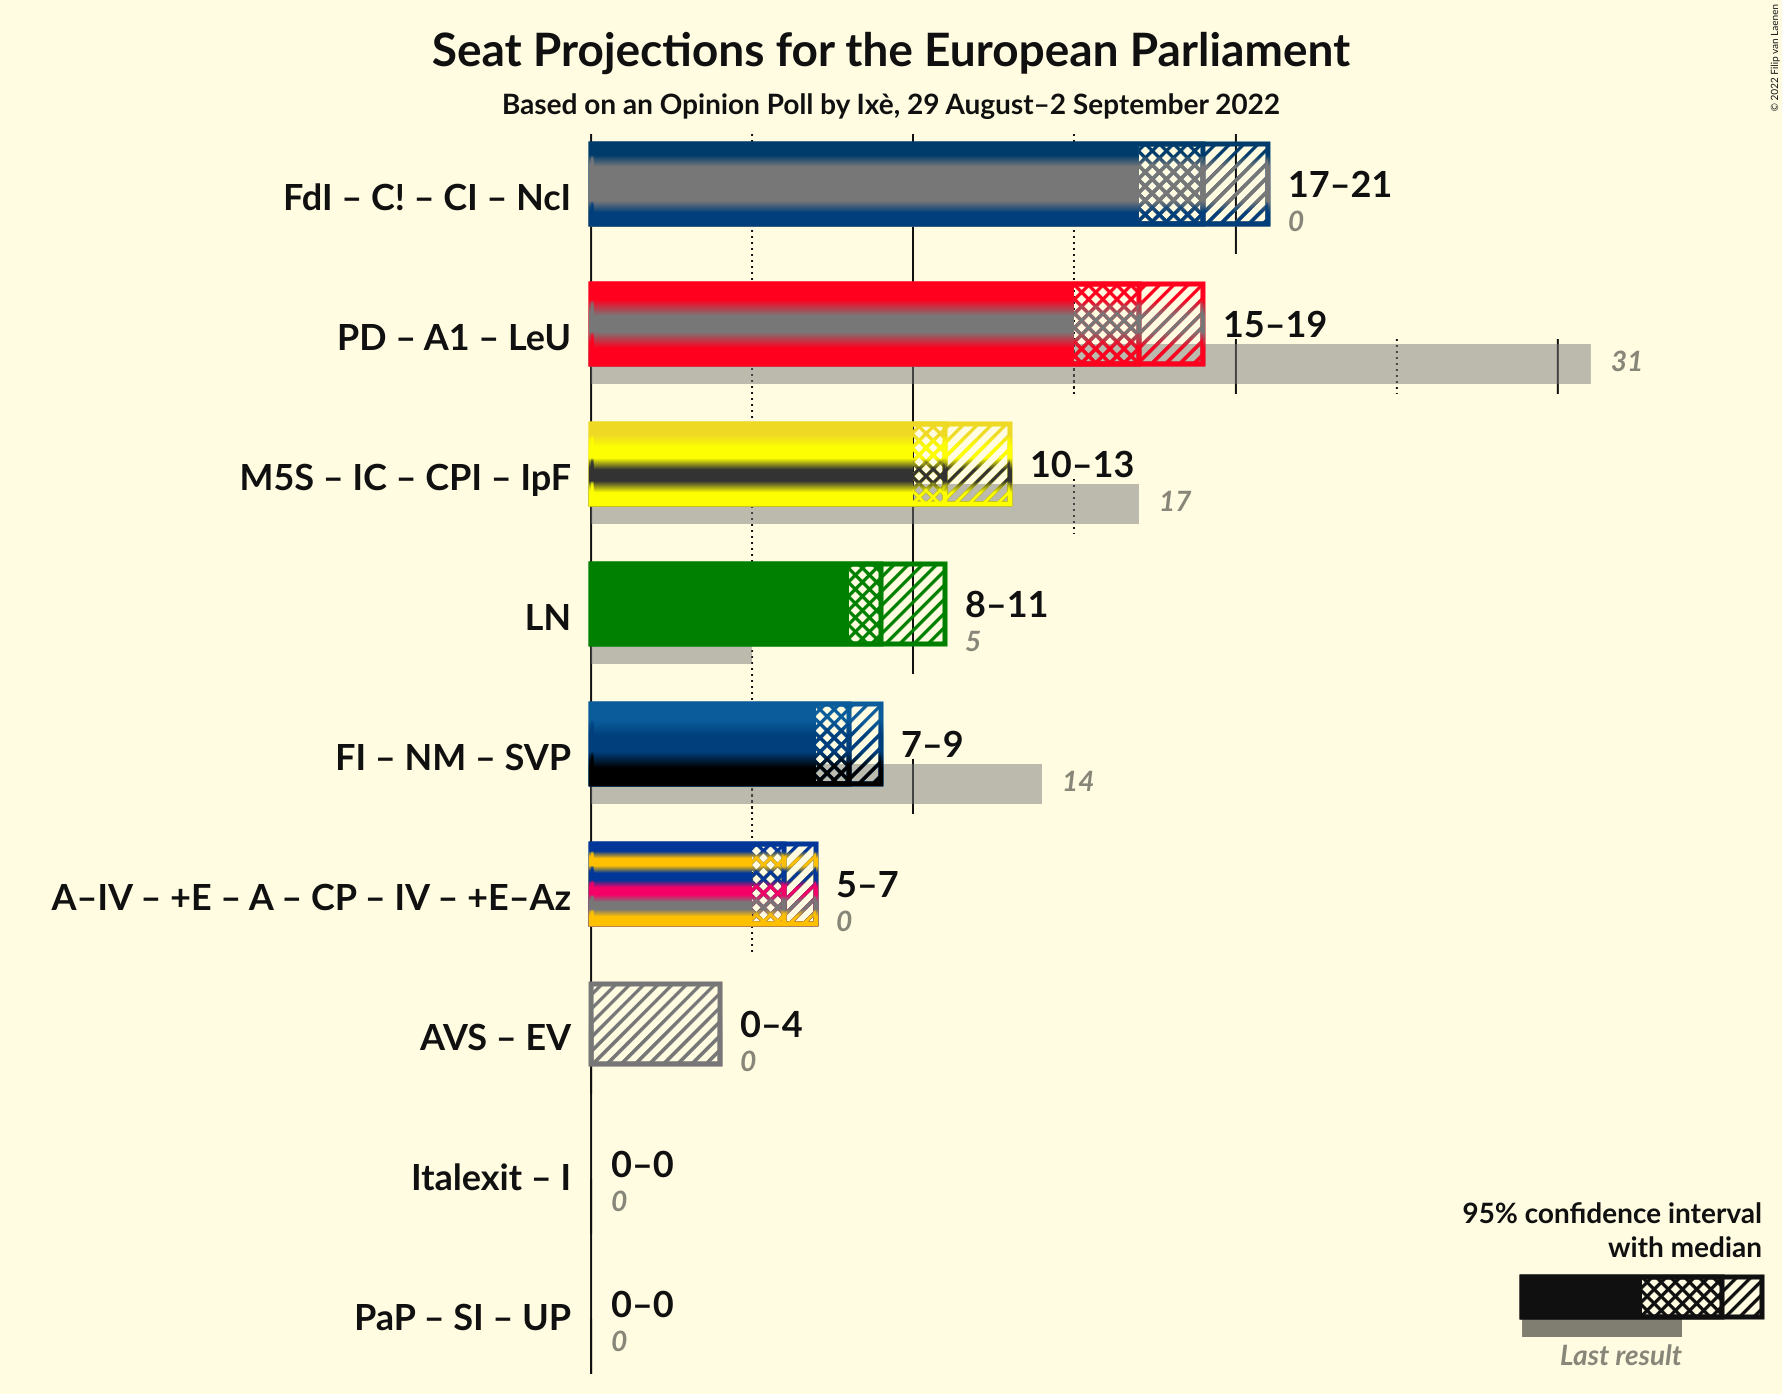 Seat Projections for the European Parliament
Based on an Opinion Poll by Ixè, 29 August–2 September 2022
© 2022 Filip van Laenen
FdI – C! – CI – NcI
17–21
0
PD – A1 – LeU
15–19
31
M5S – IC – CPI – IpF
10–13
17
LN
8–11
5
FI – NM – SVP
7–9
14
A–IV – +E – A – CP – IV – +E–Az
5–7
0
AVS – EV
0–4
0
Italexit – I
0–0
0
PaP – SI – UP
0–0
0
95% confidence interval
with median
Last result